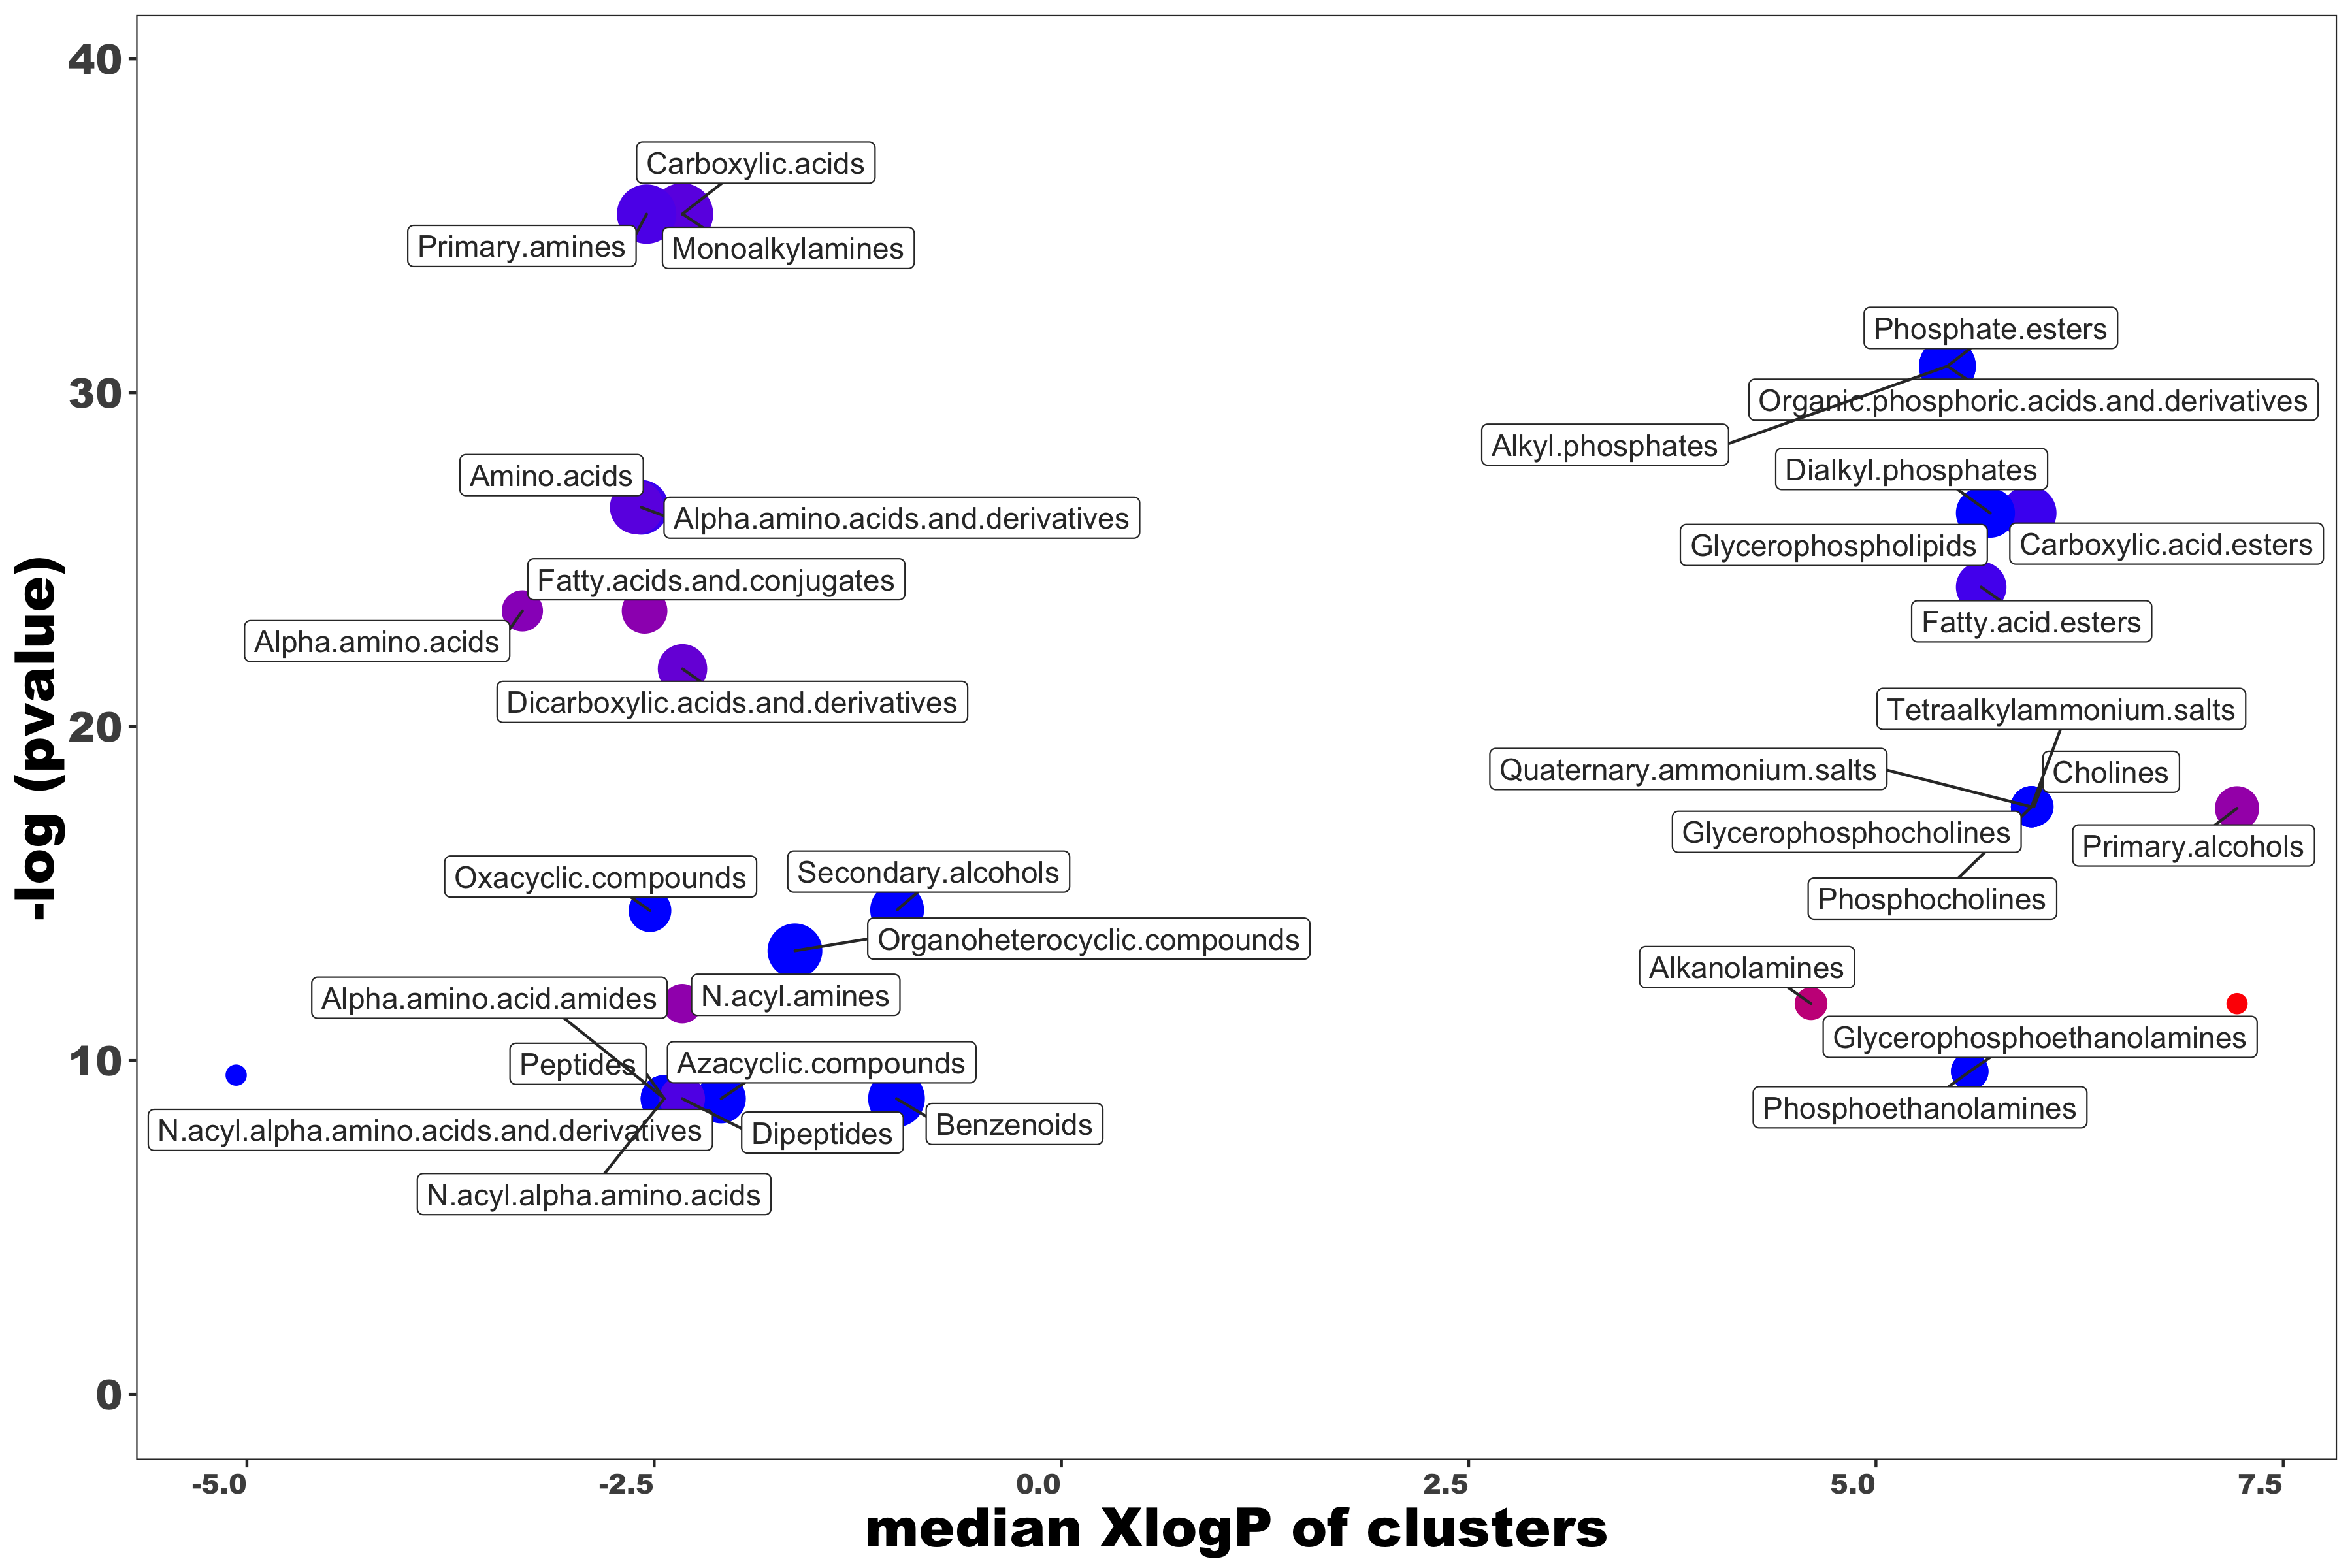 40
Carboxylic.acids
Primary.amines
Monoalkylamines
Phosphate.esters
30
Organic.phosphoric.acids.and.derivatives
Alkyl.phosphates
Amino.acids
Dialkyl.phosphates
Alpha.amino.acids.and.derivatives
Glycerophospholipids
Carboxylic.acid.esters
Fatty.acids.and.conjugates
Alpha.amino.acids
Fatty.acid.esters
Dicarboxylic.acids.and.derivatives
Tetraalkylammonium.salts
20
Quaternary.ammonium.salts
Cholines
Glycerophosphocholines
Primary.alcohols
Oxacyclic.compounds
Secondary.alcohols
Phosphocholines
Organoheterocyclic.compounds
Alkanolamines
Alpha.amino.acid.amides
N.acyl.amines
Glycerophosphoethanolamines
10
Peptides
Azacyclic.compounds
Phosphoethanolamines
N.acyl.alpha.amino.acids.and.derivatives
Dipeptides
Benzenoids
N.acyl.alpha.amino.acids
0
-log (pvalue)
-5.0 -2.5 0.0 2.5 5.0 7.5
median XlogP of clusters